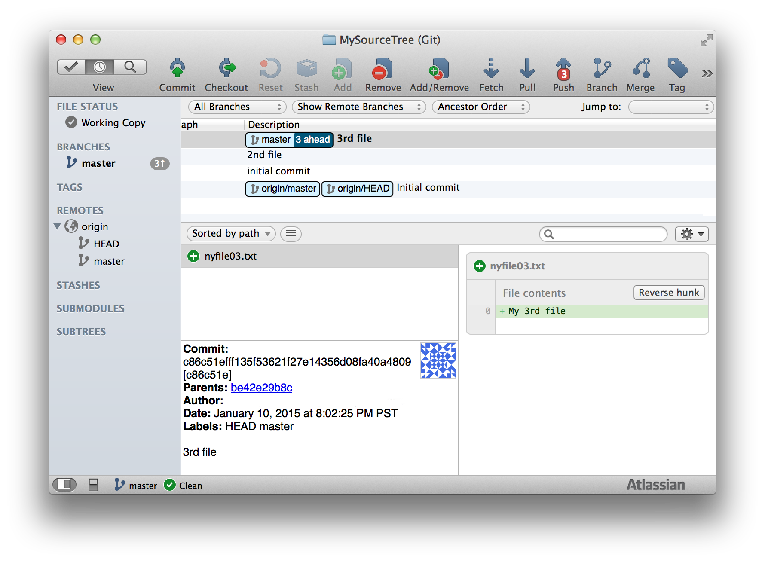 MySourceTree (Git)
View Commit Checkout Reset Stash Add Remove Add/Remove Fetch Pull 3 Push Branch Merge Tag »
FILE STATUS
Working Copy
BRANCHES
master 3↑
TAGS
REMOTES
origin
HEAD
master
STASHES
SUBMODULES
SUBTREES
All Branches Show Remote Branches Ancestor Order Jump to:
aph Description
master 3 ahead 3rd file
2nd file
initial commit
origin/master origin/HEAD Initial commit
Sorted by path
nyfile03.txt
nyfile03.txt
File contents Reverse hunk
0 - My 3rd file
Commit:
[c86c51e]
Parents: be42e29b8c
Author:
Date: January 10, 2015 at 8:02:25 PM PST
Labels: HEAD master
3rd file
master Clean Atlassian